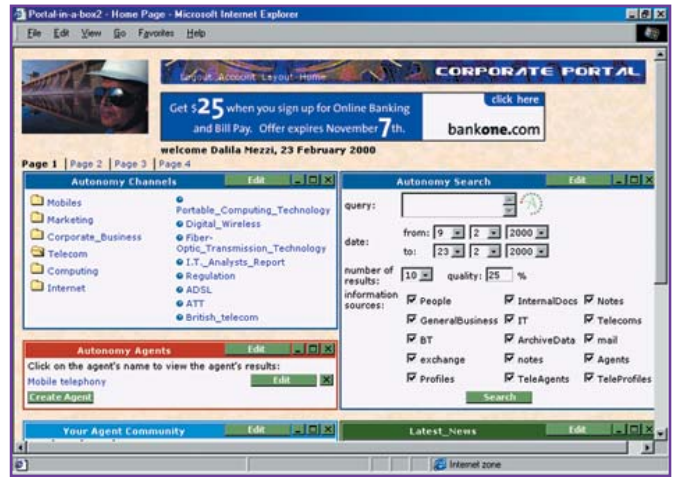 Portal-in-a-box2 - Home Page - Microsoft Internet Explorer
File Edit View Go Favorites Help
Logout Account Layout Home
CORPORATE PORTAL
Get $25 when you sign up for Online Banking
and Bill Pay. Offer expires November 7th.
click here
bankone.com
welcome Dalila Mezzi, 23 February 2000
Page 1 | Page 2 | Page 3 | Page 4
Autonomy Channels Edit
Mobiles
Marketing
Corporate_Business
Telecom
Computing
Internet
Portable_Computing_Technology
Digital_Wireless
Fiber-
Optic_Transmission_Technology
I.T._Analysts_Report
Regulation
ADSL
ATT
British_telecom
Autonomy Search Edit
query:
date: from: 9 2 2000
to: 23 2 2000
number of
results: 10 quality: 25 %
information
sources:
People InternalDocs Notes
GeneralBusiness IT Telecoms
BT ArchiveData mail
exchange notes Agents
Profiles TeleAgents TeleProfiles
Search
Autonomy Agents Edit
Click on the agent's name to view the agent's results:
Mobile telephony Edit
Create Agent
Your Agent Community Edit
Latest_News Edit
Internet zone